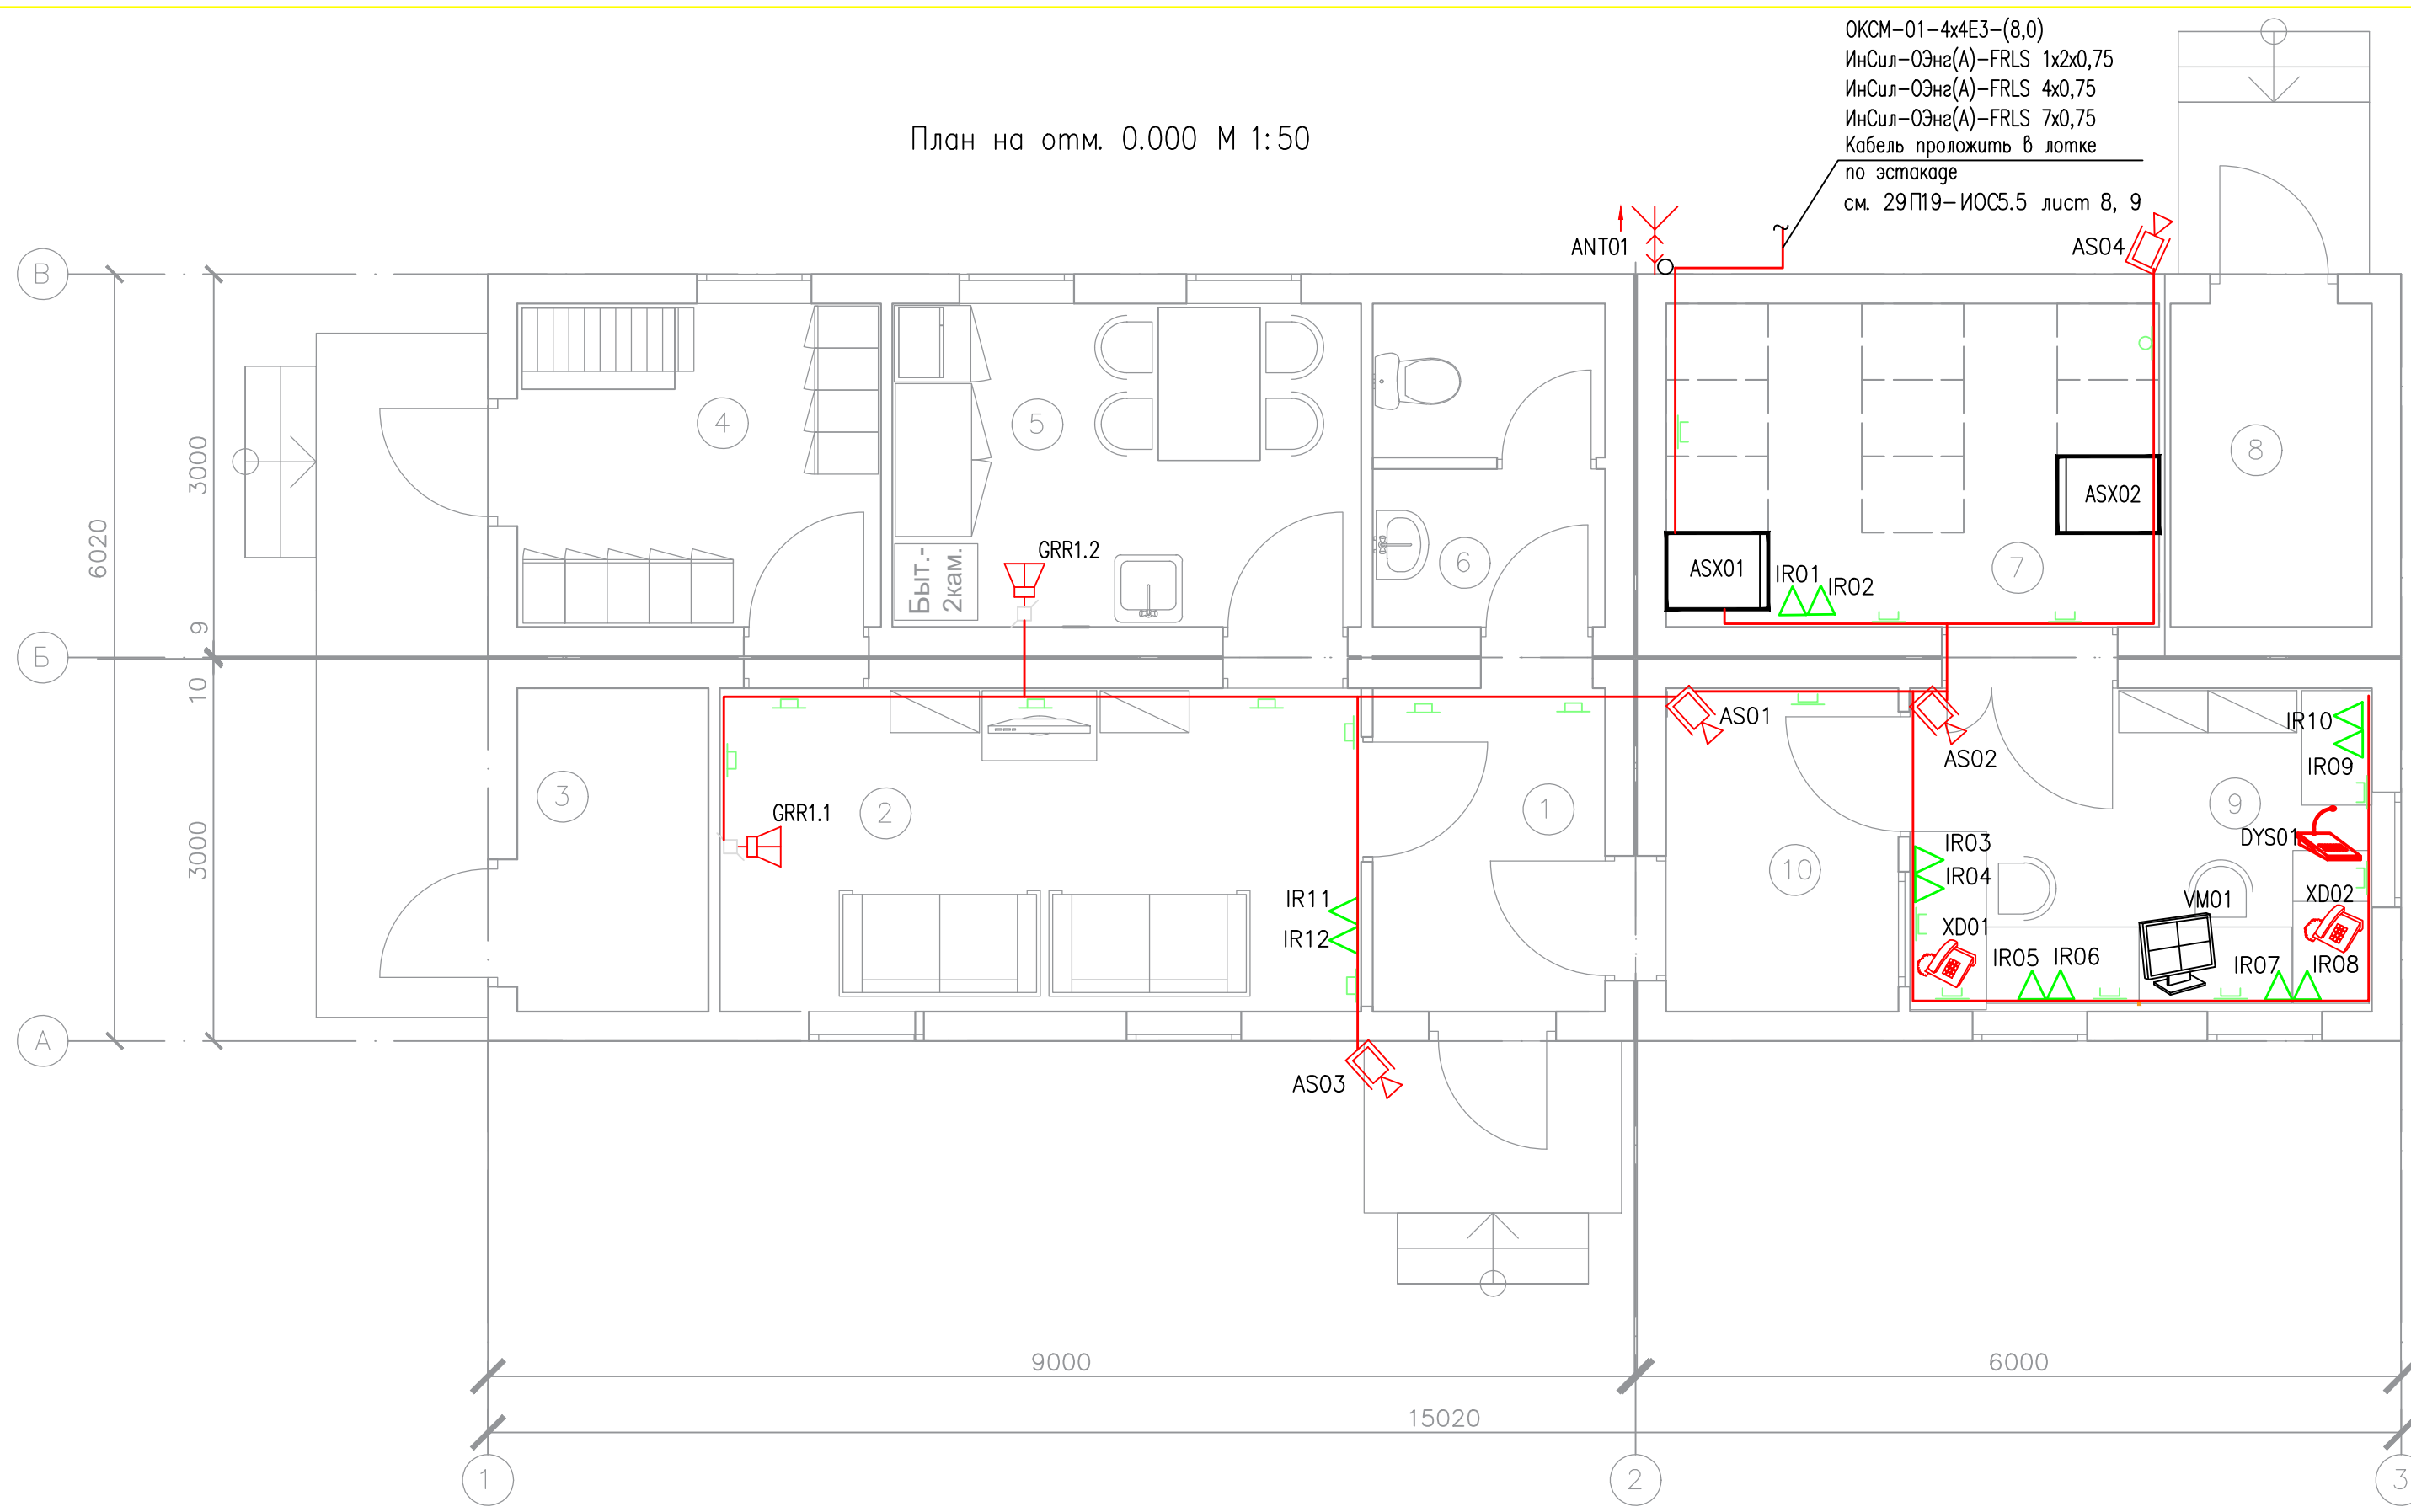 ОКСМ-01-4х4Е3-(8,0)
ИнСил-ОЭнг(А)-FRLS 1х2х0,75
ИнСил-ОЭнг(А)-FRLS 4х0,75
ИнСил-ОЭнг(А)-FRLS 7х0,75
Кабель проложить в лотке
по эстакаде
см. 29П19-ИОС5.5 лист 8, 9
План на отм. 0.000 М 1:50
ANT01
AS04
В
4
5
8
3000
6020
ASX02
GRR1.2
Быт.-
2кам.
6
ASX01
IR01
IR02
7
9
Б
10
AS01
AS02
IR10
IR09
3
GRR1.1
2
1
9
DYS01
3000
10
IR03
IR04
IR11
IR12
XD01
VM01
XD02
IR05
IR06
IR07
IR08
А
AS03
9000
6000
15020
1
2
3